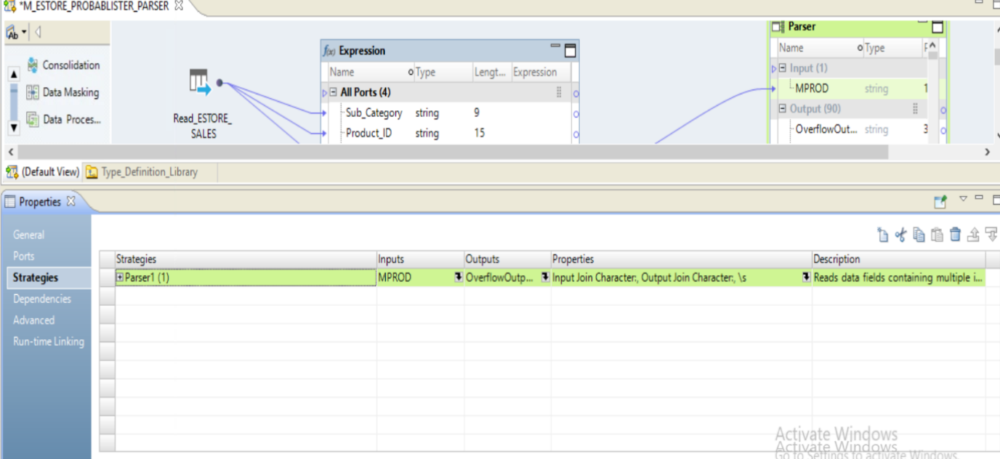 *M_ESTORE_PROBABLISTER_PARSER
Ab
Consolidation
Data Masking
Data Proces...
Read_ESTORE_
SALES
f(x) Expression
Name Type Lengt... Expression
All Ports (4)
Sub_Category string 9
Product_ID string 15
Parser
Name Type
Input (1)
MPROD string 1
Output (90)
OverflowOut... string 3
(Default View) Type_Definition_Library
Properties
General
Ports
Strategies
Dependencies
Advanced
Run-time Linking
Strategies Inputs Outputs Properties Description
Parser1 (1) MPROD OverflowOutp... Input Join Character:, Output Join Character:, \s Reads data fields containing multiple i...
Activate Windows
Activate Windows
Go to Settings to activate Windows.